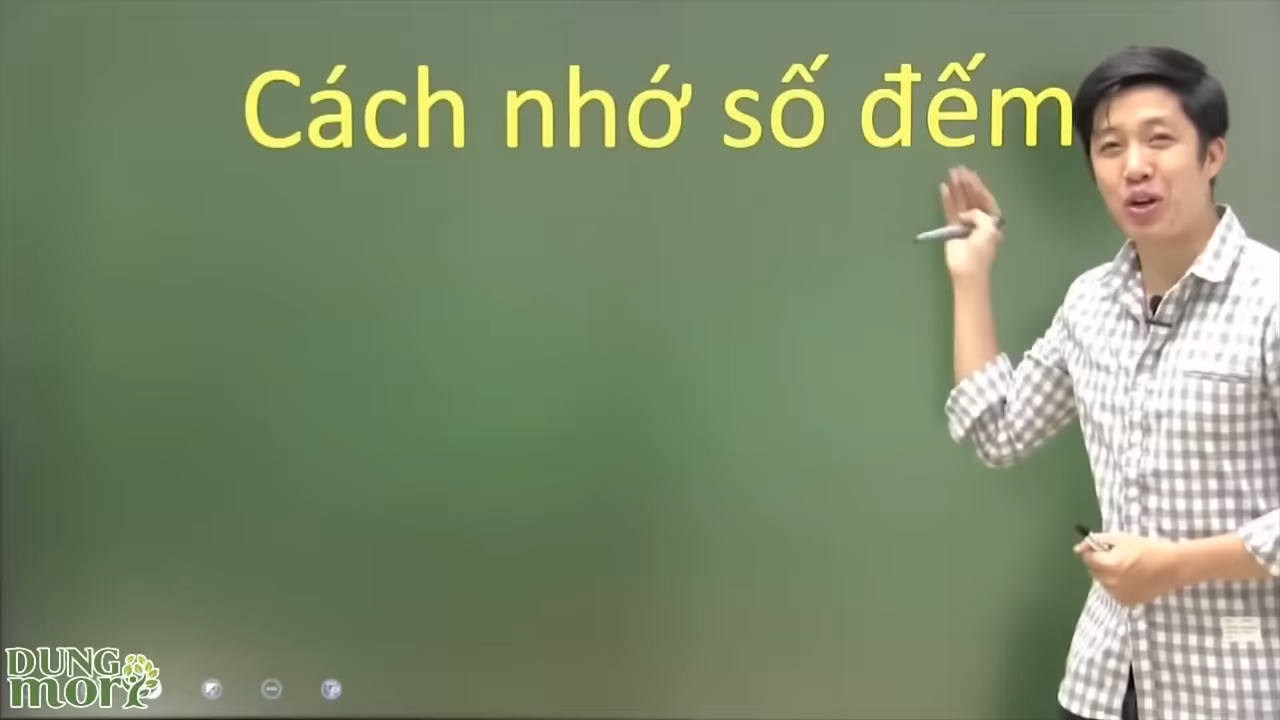 Cách nhớ số đếm
DUNG
mori